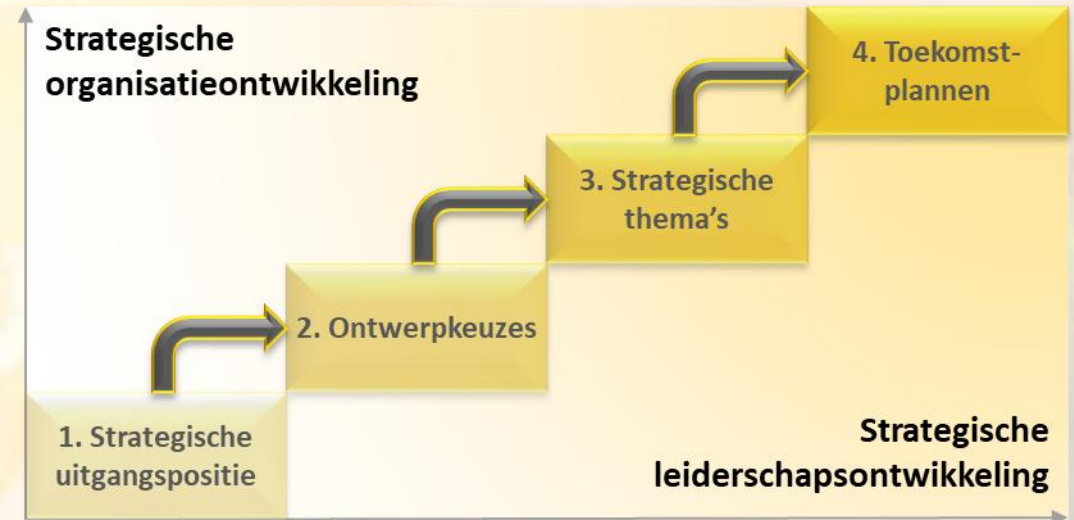 Strategische
organisatieontwikkeling
4. Toekomst-
plannen
3. Strategische
thema's
2. Ontwerpkeuzes
1. Strategische
uitgangspositie
Strategische
leiderschapsontwikkeling